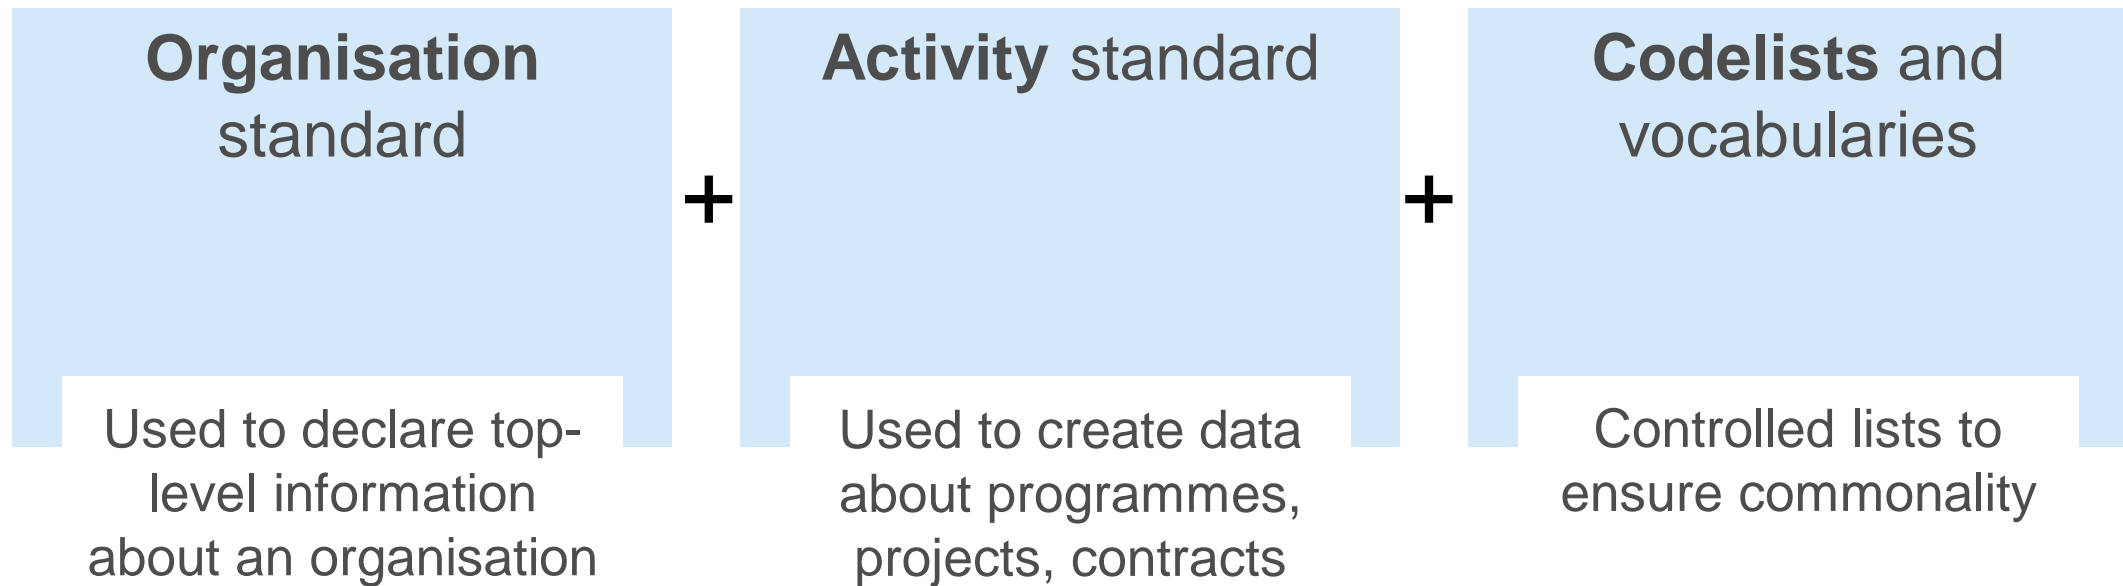 Organisation
standard
Used to declare top-
level information
about an organisation
+
Activity standard
Used to create data
about programmes,
projects, contracts
+
Codelists and
vocabularies
Controlled lists to
ensure commonality